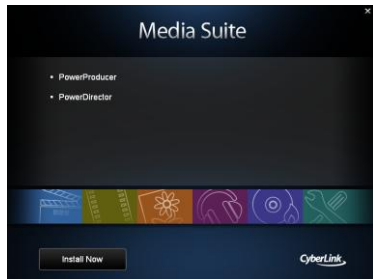 Media Suite
PowerProducer
PowerDirector
Install Now
CyberLink